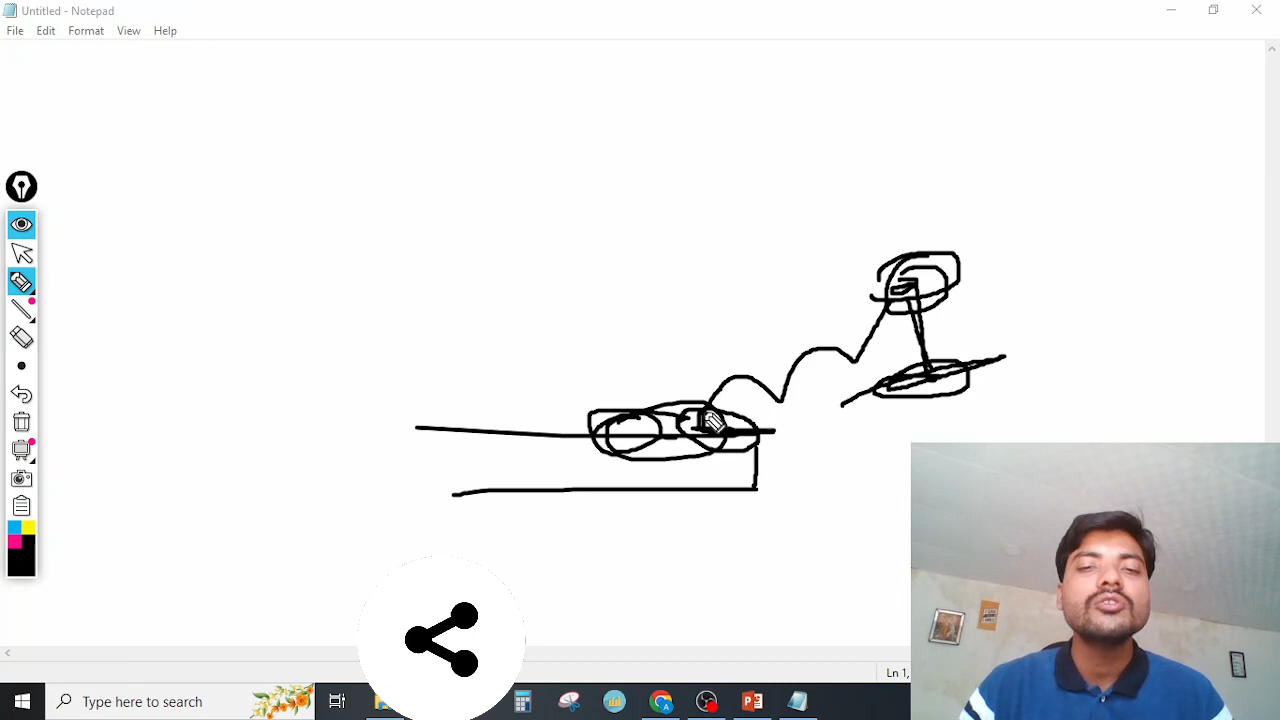 Untitled - Notepad
File Edit Format View Help
Ln 1,
Type here to search